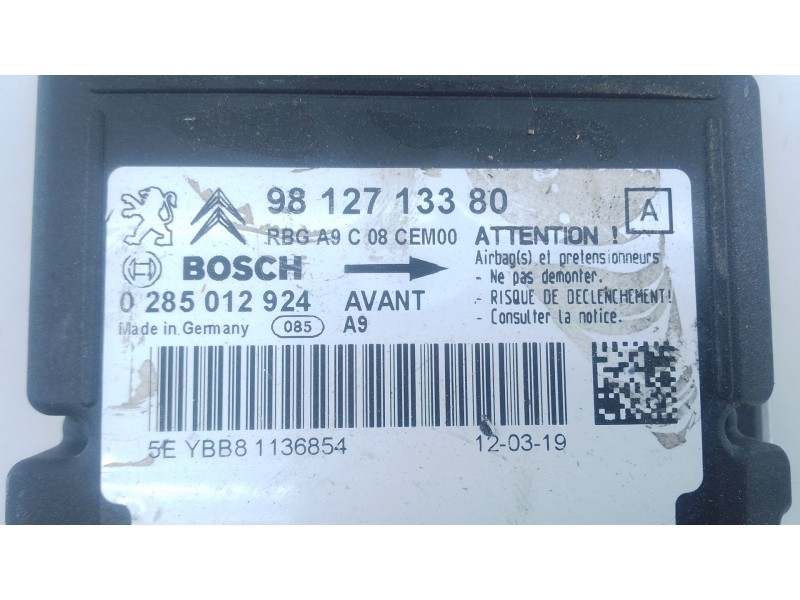 98 127 133 80
A
RBG A9 C 08 CEM00
ATTENTION !
BOSCH
Airbag(s) et pretensionneurs
- Ne pas demonter.
0 285 012 924 AVANT
- RISQUE DE DECLENCHEMENT!
Made in Germany 085 A9
- Consulter la notice.
5E YBB8 1136854 12-03-19